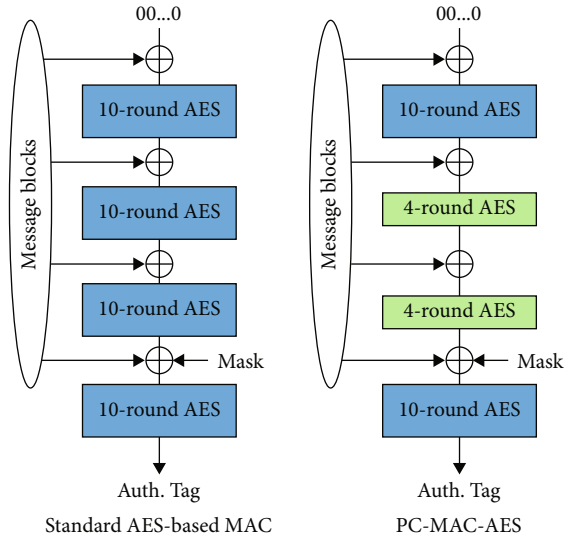 00...0
Message blocks
10-round AES
10-round AES
10-round AES
Mask
10-round AES
Auth. Tag
Standard AES-based MAC
00...0
Message blocks
10-round AES
4-round AES
4-round AES
Mask
10-round AES
Auth. Tag
PC-MAC-AES